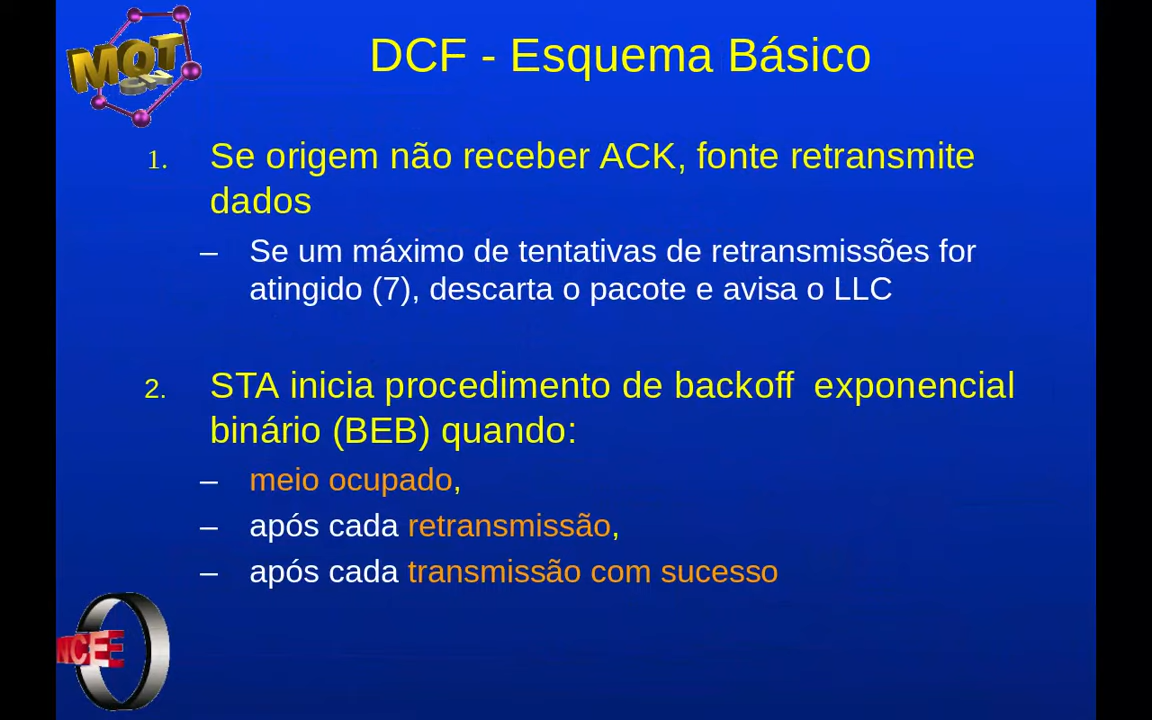 MQT
DCF - Esquema Básico
1. Se origem não receber ACK, fonte retransmite
dados
– Se um máximo de tentativas de retransmissões for
atingido (7), descarta o pacote e avisa o LLC
2. STA inicia procedimento de backoff exponencial
binário (BEB) quando:
– meio ocupado,
– após cada retransmissão,
– após cada transmissão com sucesso